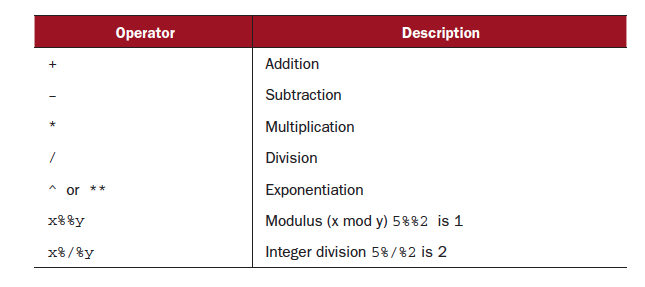 Operator Description
+ Addition
– Subtraction
* Multiplication
/ Division
^ or ** Exponentiation
x%%y Modulus (x mod y) 5%%2 is 1
x%/%y Integer division 5%/%2 is 2